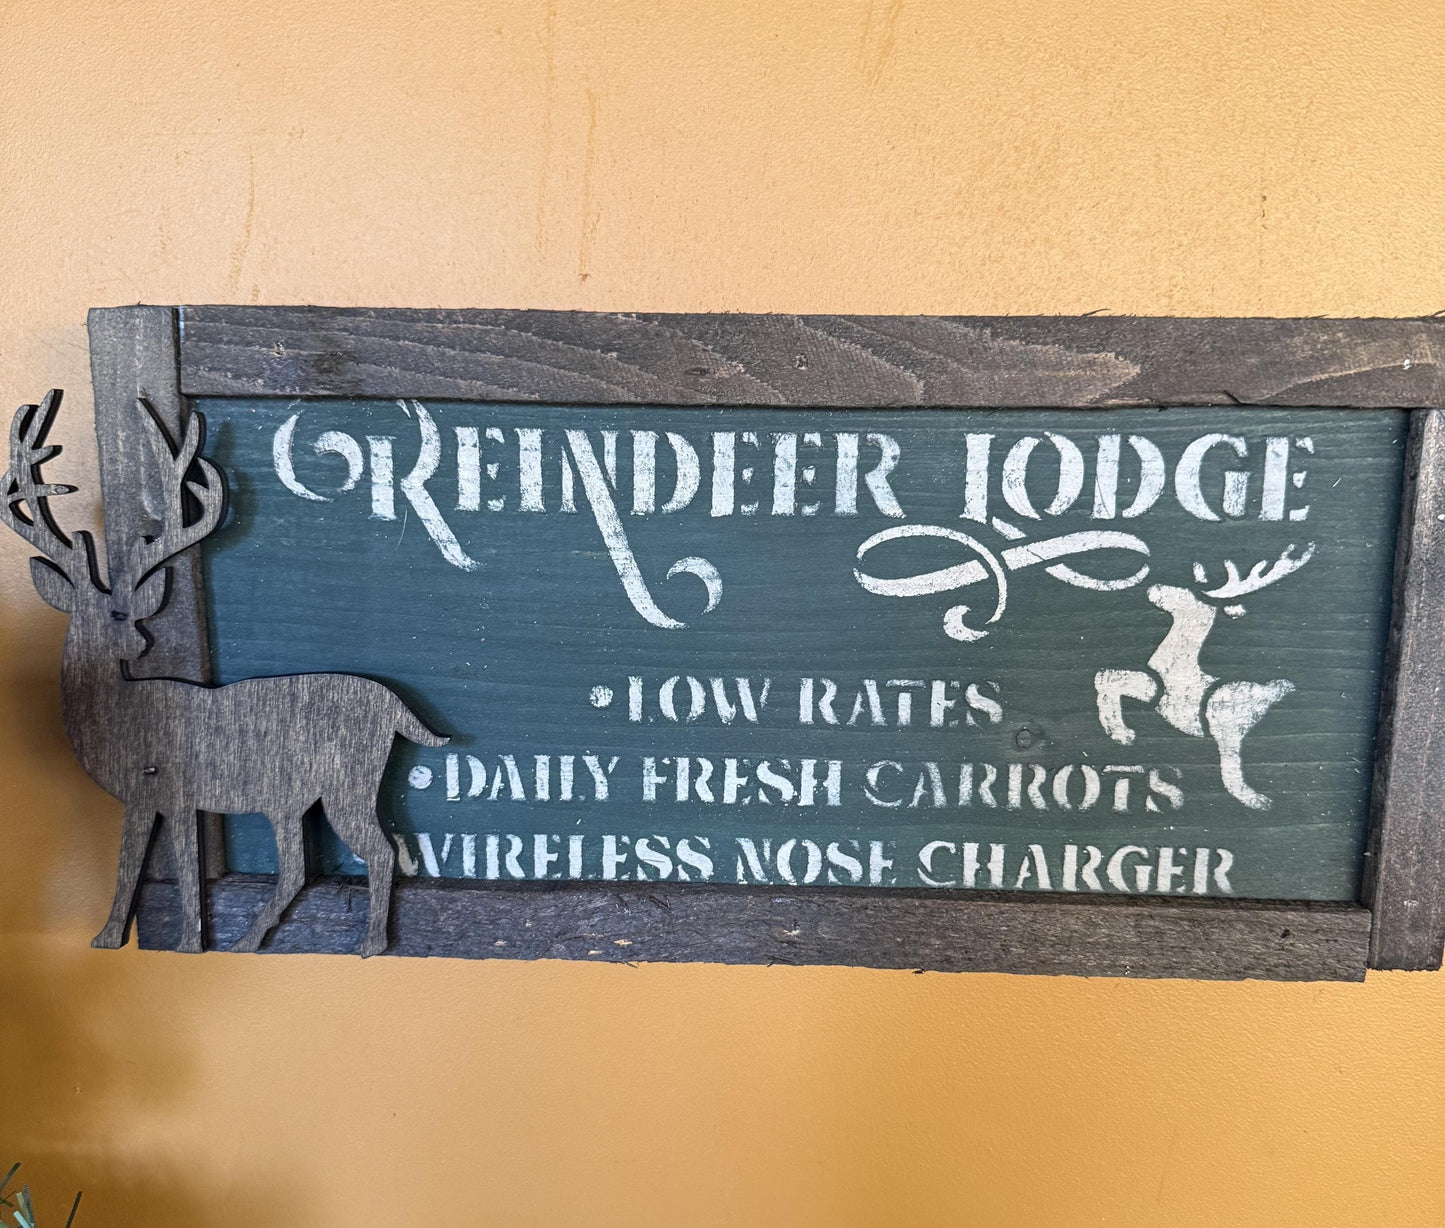 REINDEER LODGE
•LOW RATES
•DAILY FRESH CARROTS
WIRELESS NOSE CHARGER